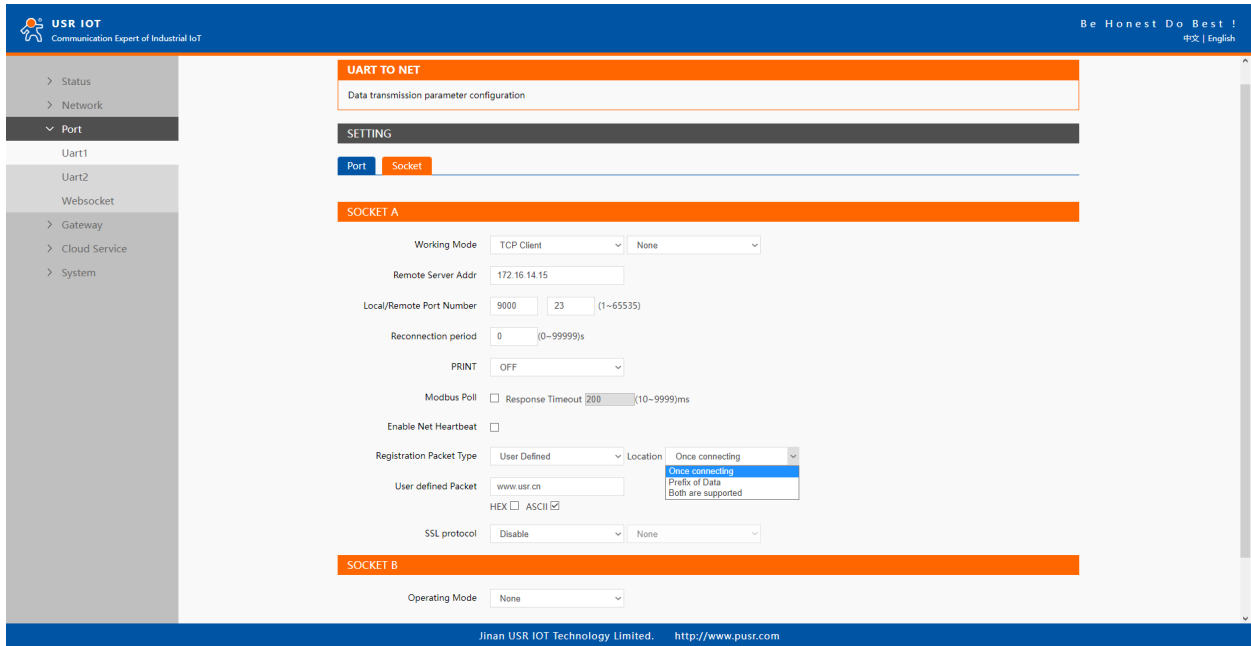 USR IOT
Communication Expert of Industrial IoT
Be Honest Do Best !
中文 | English
Status
Network
Port
Uart1
Uart2
Websocket
Gateway
Cloud Service
System
UART TO NET
Data transmission parameter configuration
SETTING
Port Socket
SOCKET A
Working Mode TCP Client None
Remote Server Addr 172.16.14.15
Local/Remote Port Number 9000 23 (1~65535)
Reconnection period 0 (0~99999)s
PRINT OFF
Modbus Poll Response Timeout 200 (10~9999)ms
Enable Net Heartbeat
Registration Packet Type User Defined Location Once connecting
Once connecting
Prefix of Data
Both are supported
User defined Packet www.usr.cn
HEX ASCII
SSL protocol Disable None
SOCKET B
Operating Mode None
Jinan USR IOT Technology Limited. http://www.pusr.com